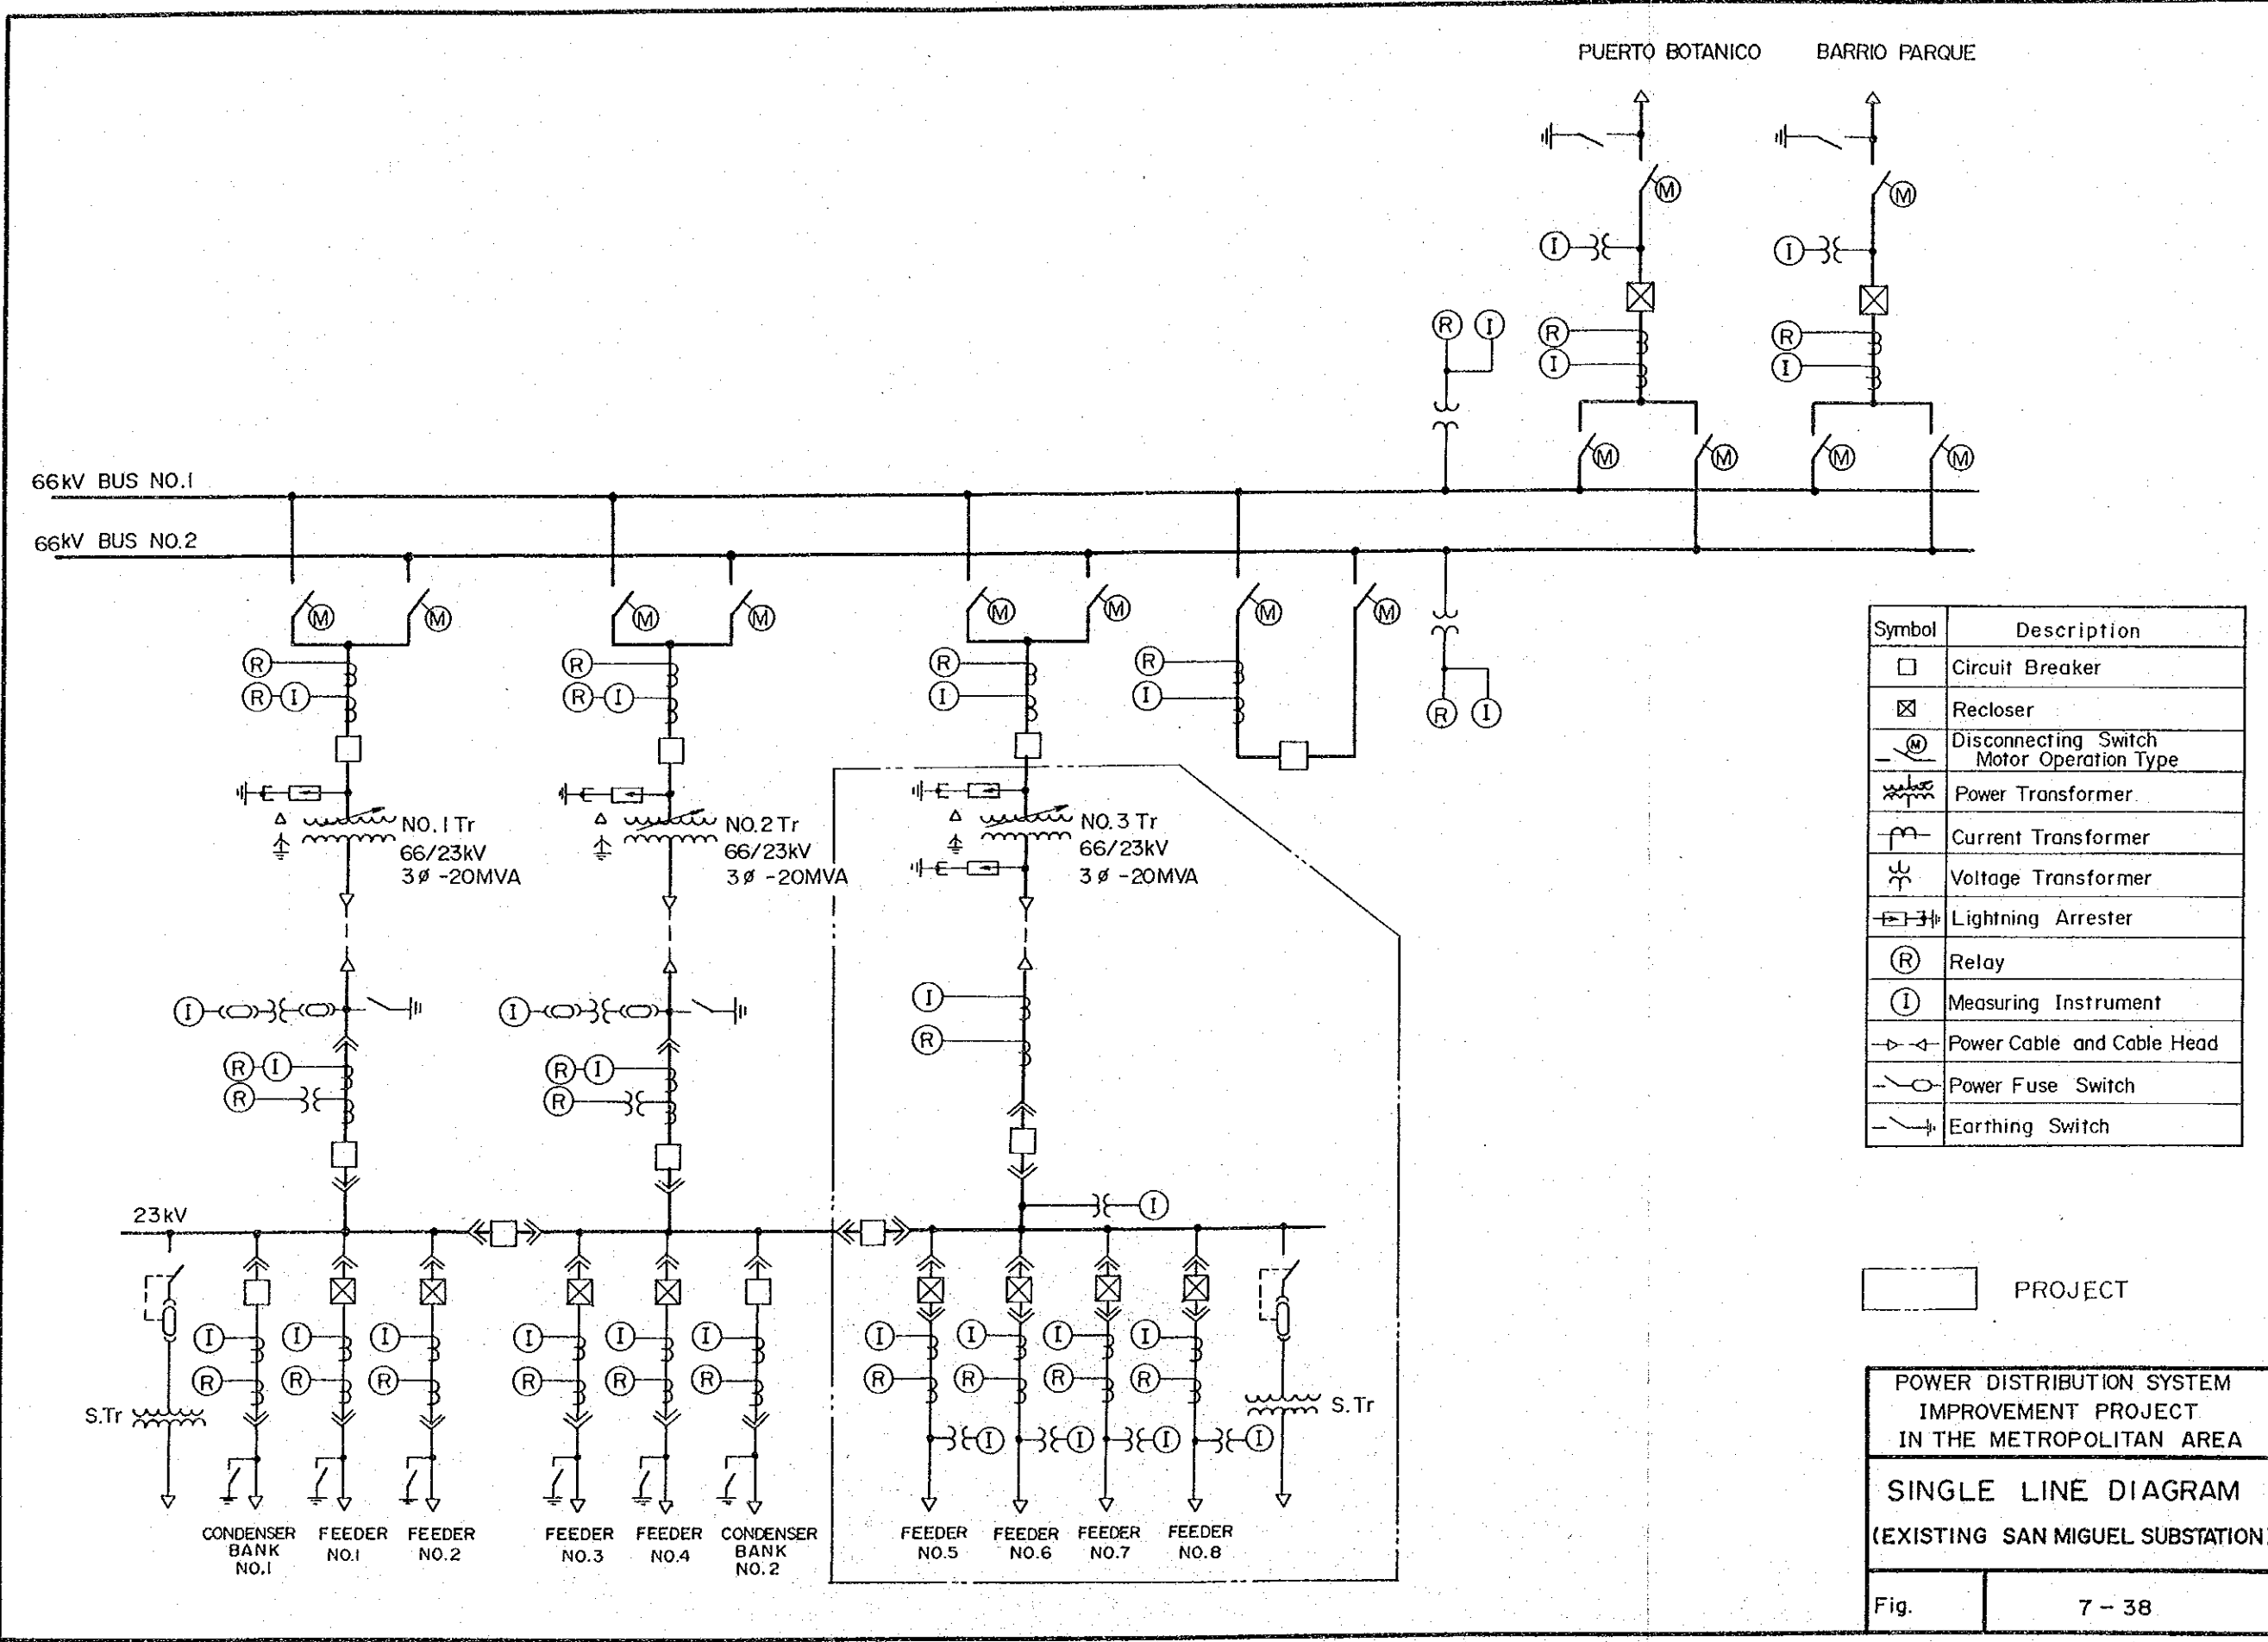 PUERTO BOTANICO
BARRIO PARQUE
M
M
I
I
R I
R
R
I
I
M
M
M
M
66kV BUS NO.1
66kV BUS NO.2
M
M
M
M
M
M
M
M
R
R
R
R
R I
R I
I
I
R I
NO.1 Tr
66/23kV
3ø -20MVA
NO.2 Tr
66/23kV
3ø -20MVA
NO.3 Tr
66/23kV
3ø -20MVA
I
I
I
R I
R I
R
R
R
23kV
I
I
I
I
I
I
I
I
I
I
I
I
R
R
R
R
R
R
R
R
R
R
S.Tr
S.Tr
I
I
I
I
CONDENSER
BANK
NO.1
FEEDER
NO.1
FEEDER
NO.2
FEEDER
NO.3
FEEDER
NO.4
CONDENSER
BANK
NO.2
FEEDER
NO.5
FEEDER
NO.6
FEEDER
NO.7
FEEDER
NO.8
Symbol Description
Circuit Breaker
Recloser
M Disconnecting Switch
Motor Operation Type
Power Transformer
Current Transformer
Voltage Transformer
Lightning Arrester
R Relay
I Measuring Instrument
Power Cable and Cable Head
Power Fuse Switch
Earthing Switch
PROJECT
POWER DISTRIBUTION SYSTEM
IMPROVEMENT PROJECT
IN THE METROPOLITAN AREA
SINGLE LINE DIAGRAM
(EXISTING SAN MIGUEL SUBSTATION)
Fig. 7-38